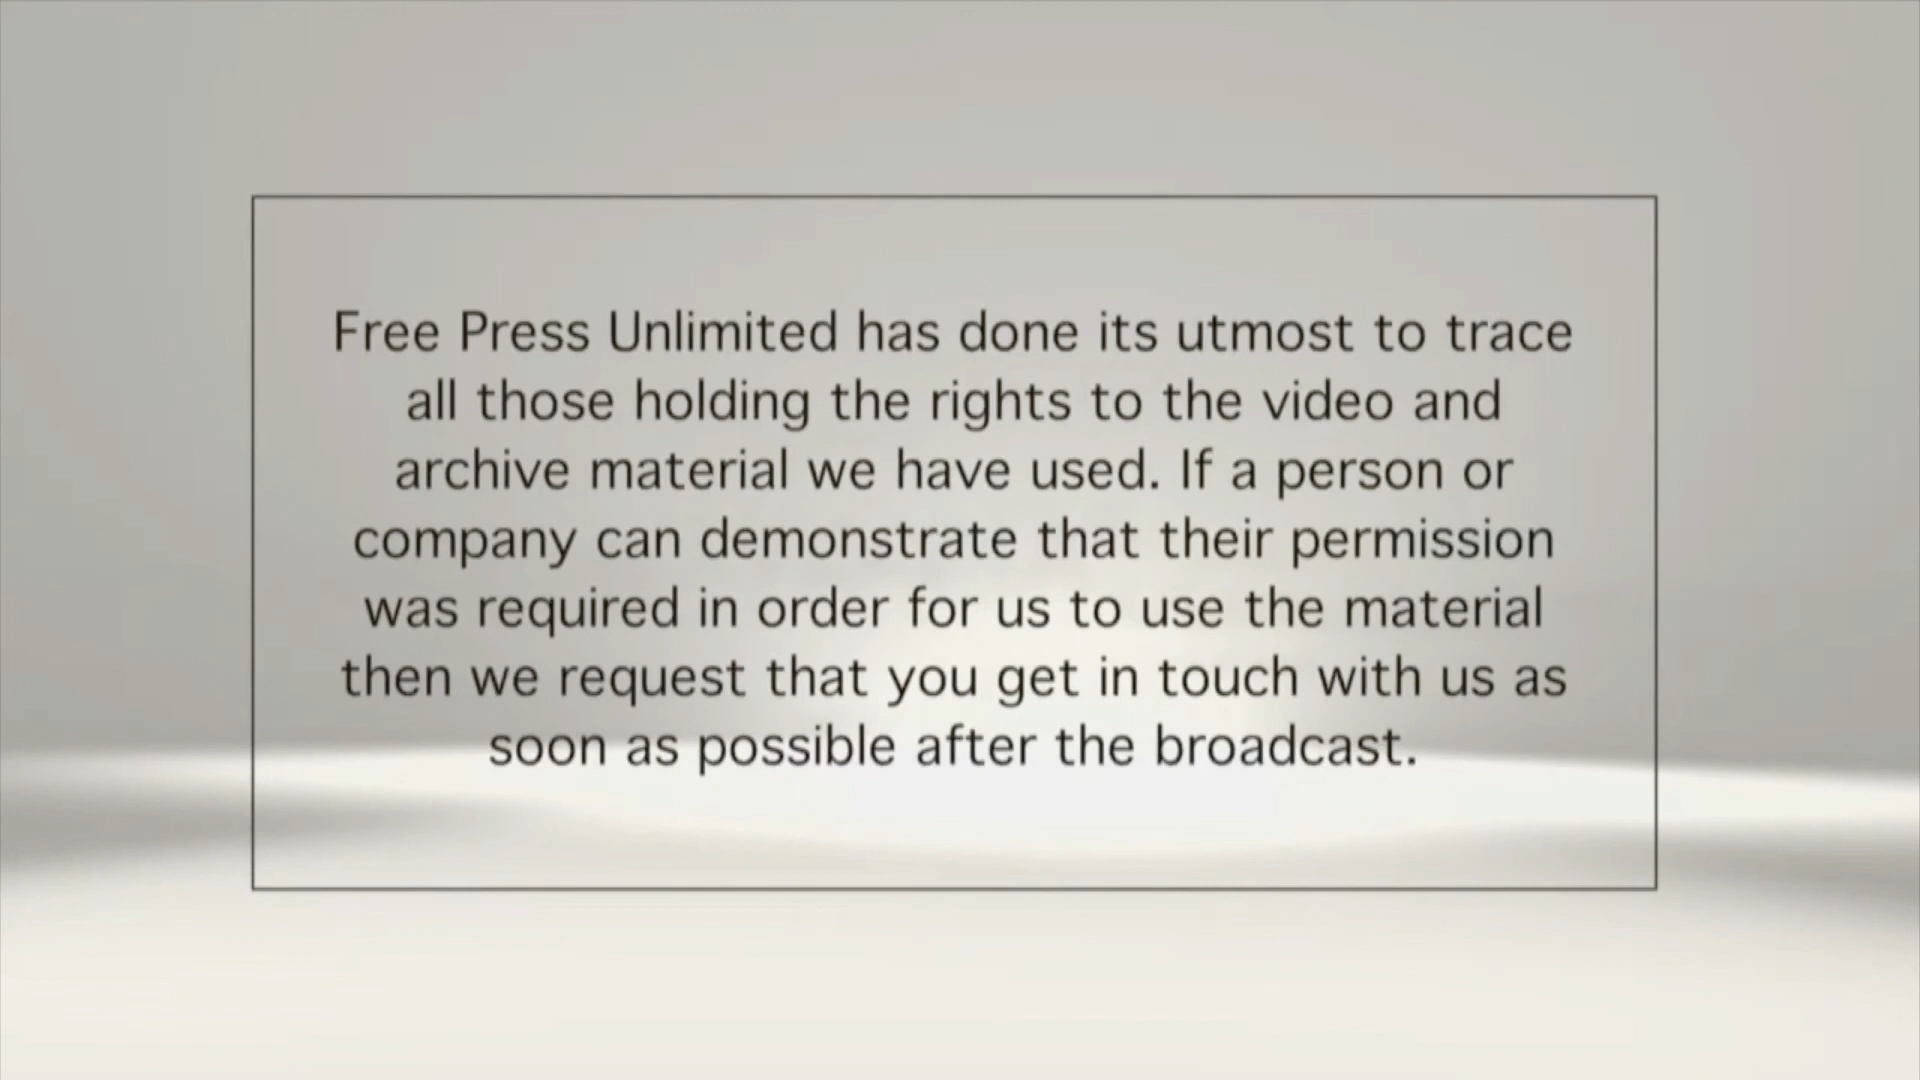 Free Press Unlimited has done its utmost to trace
all those holding the rights to the video and
archive material we have used. If a person or
company can demonstrate that their permission
was required in order for us to use the material
then we request that you get in touch with us as
soon as possible after the broadcast.